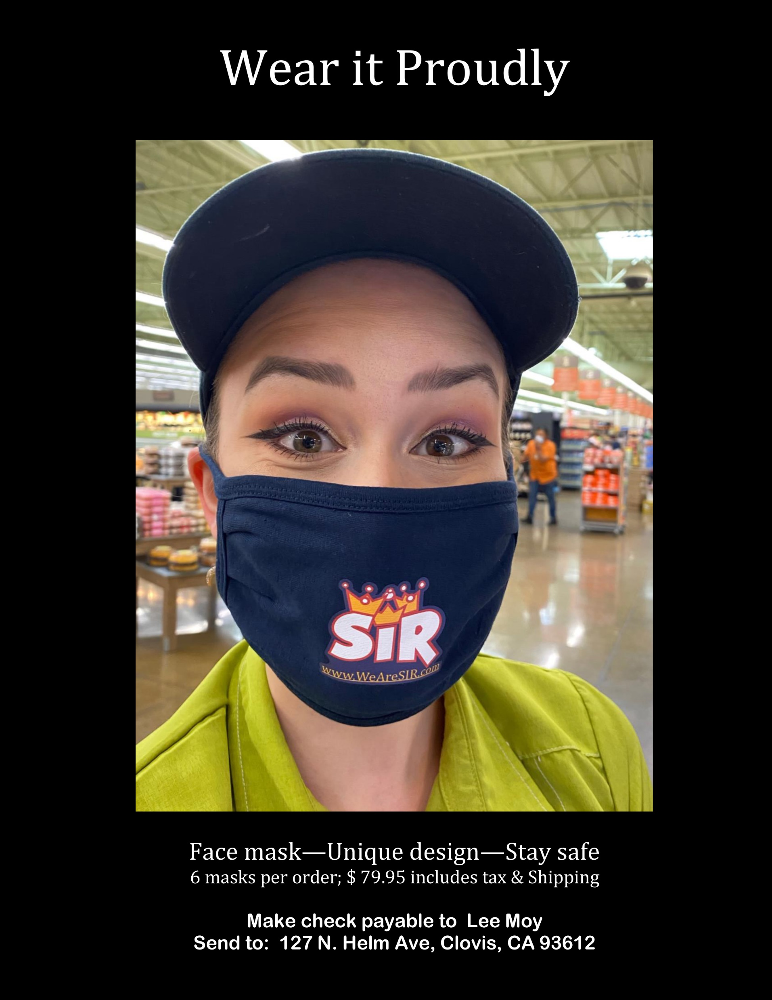 Wear it Proudly
SiR
www.WeAreSIR.com
Face mask—Unique design—Stay safe
6 masks per order; $ 79.95 includes tax & Shipping
Make check payable to  Lee Moy
Send to:  127 N. Helm Ave, Clovis, CA 93612